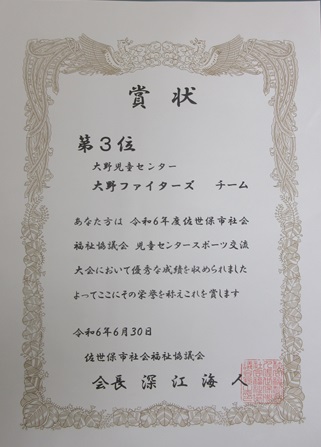 賞状
第3位
大野児童センター
大野ファイターズ チーム
あなた方は 令和6年度佐世保市社会
福祉協議会 児童センタースポーツ交流
大会において優秀な成績を収められました
よってここにその栄誉を称えこれを賞します
令和6年6月30日
佐世保市社会福祉協議会
会長 深江海人